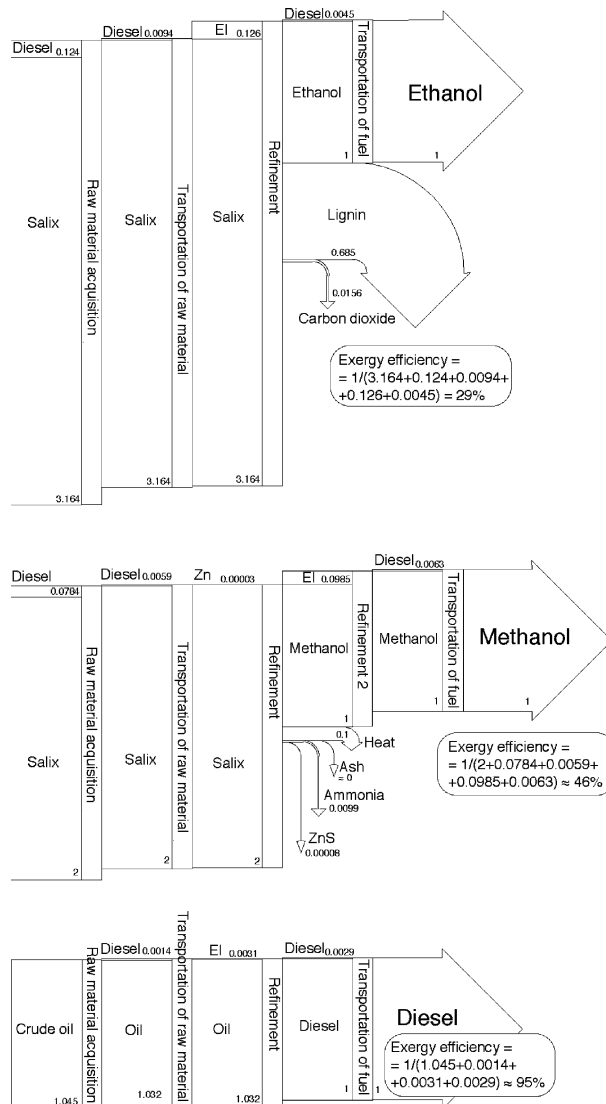 Diesel 0.124
Diesel 0.0094
El 0.126
Diesel 0.0045
Salix
3.164
Raw material acquisition
Salix
3.164
Transportation of raw material
Salix
3.164
Refinement
Ethanol
1
Transportation of fuel
Ethanol
1
Lignin
0.685
0.0156
Carbon dioxide
Exergy efficiency =
= 1/(3.164+0.124+0.0094+
+0.126+0.0045) = 29%
Diesel
0.0784
Diesel 0.0059
Zn 0.00003
El 0.0985
Diesel 0.0063
Salix
2
Raw material acquisition
Salix
2
Transportation of raw material
Salix
2
Refinement
Methanol
1
Refinement 2
Methanol
1
Transportation of fuel
Methanol
1
0.1
Heat
Ash
≈ 0
Ammonia
0.0099
ZnS
0.00008
Exergy efficiency =
= 1/(2+0.0784+0.0059+
+0.0985+0.0063) ≈ 46%
Diesel 0.0014
El 0.0031
Diesel 0.0029
Crude oil
1.045
Raw material acquisition
Oil
1.032
Transportation of raw material
Oil
1.032
Refinement
Diesel
1
Transportation of fuel
Diesel
1
Exergy efficiency =
= 1/(1.045+0.0014+
+0.0031+0.0029) ≈ 95%